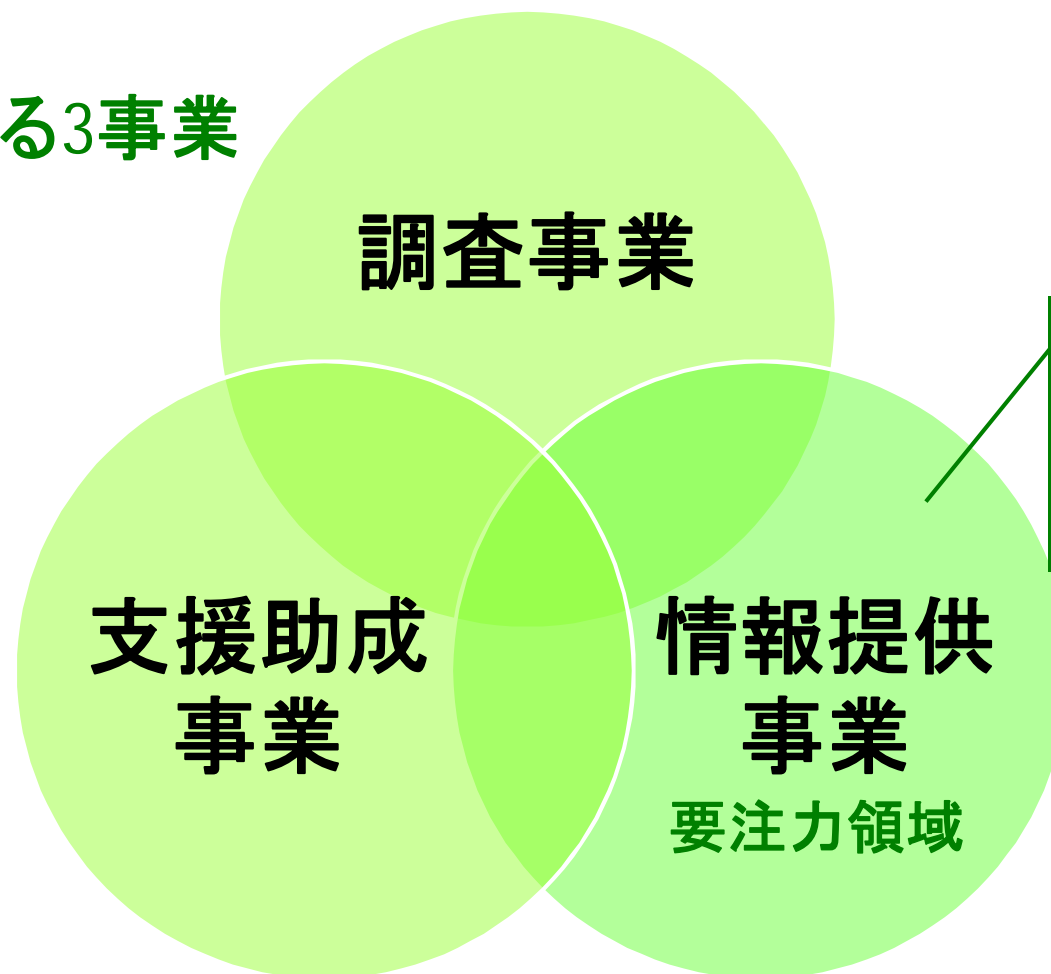 る3事業
調査事業
支援助成
事業
情報提供
事業
要注力領域